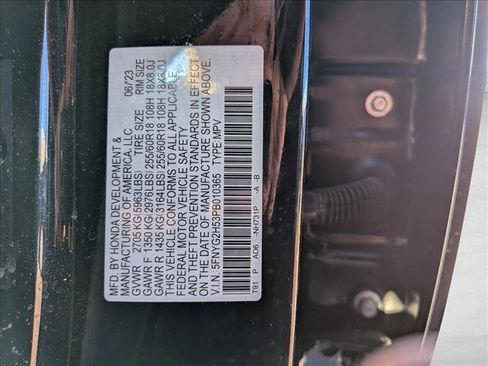 MFD. BY HONDA DEVELOPMENT &
MANUFACTURING OF AMERICA, LLC 06/23
GVWR 2705 KG (5963LBS) TIRE SIZE RIM SIZE
GAWR F 1350 KG(2976LBS) 255/60R18 108H 18X8.0J
GAWR R 1435 KG(3164LBS) 255/60R18 108H 18X8.0J
THIS VEHICLE CONFORMS TO ALL APPLICABLE
FEDERAL MOTOR VEHICLE SAFETY
AND THEFT PREVENTION STANDARDS IN EFFECT
ON THE DATE OF MANUFACTURE SHOWN ABOVE.
V.I.N. 5FNYG2H53PB010365 TYPE: MPV
T91 P AD6 -NH731P -A -B